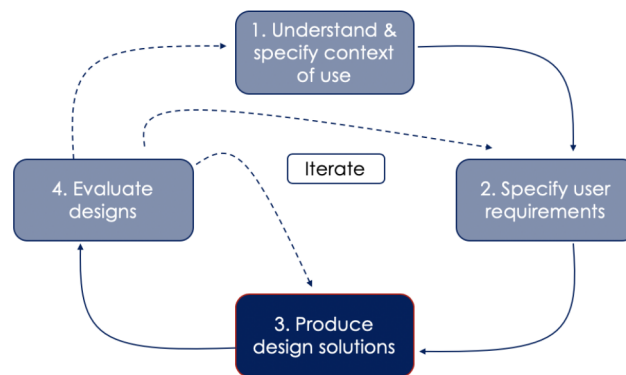 1. Understand &
specify context
of use
Iterate
4. Evaluate
designs
2. Specify user
requirements
3. Produce
design solutions